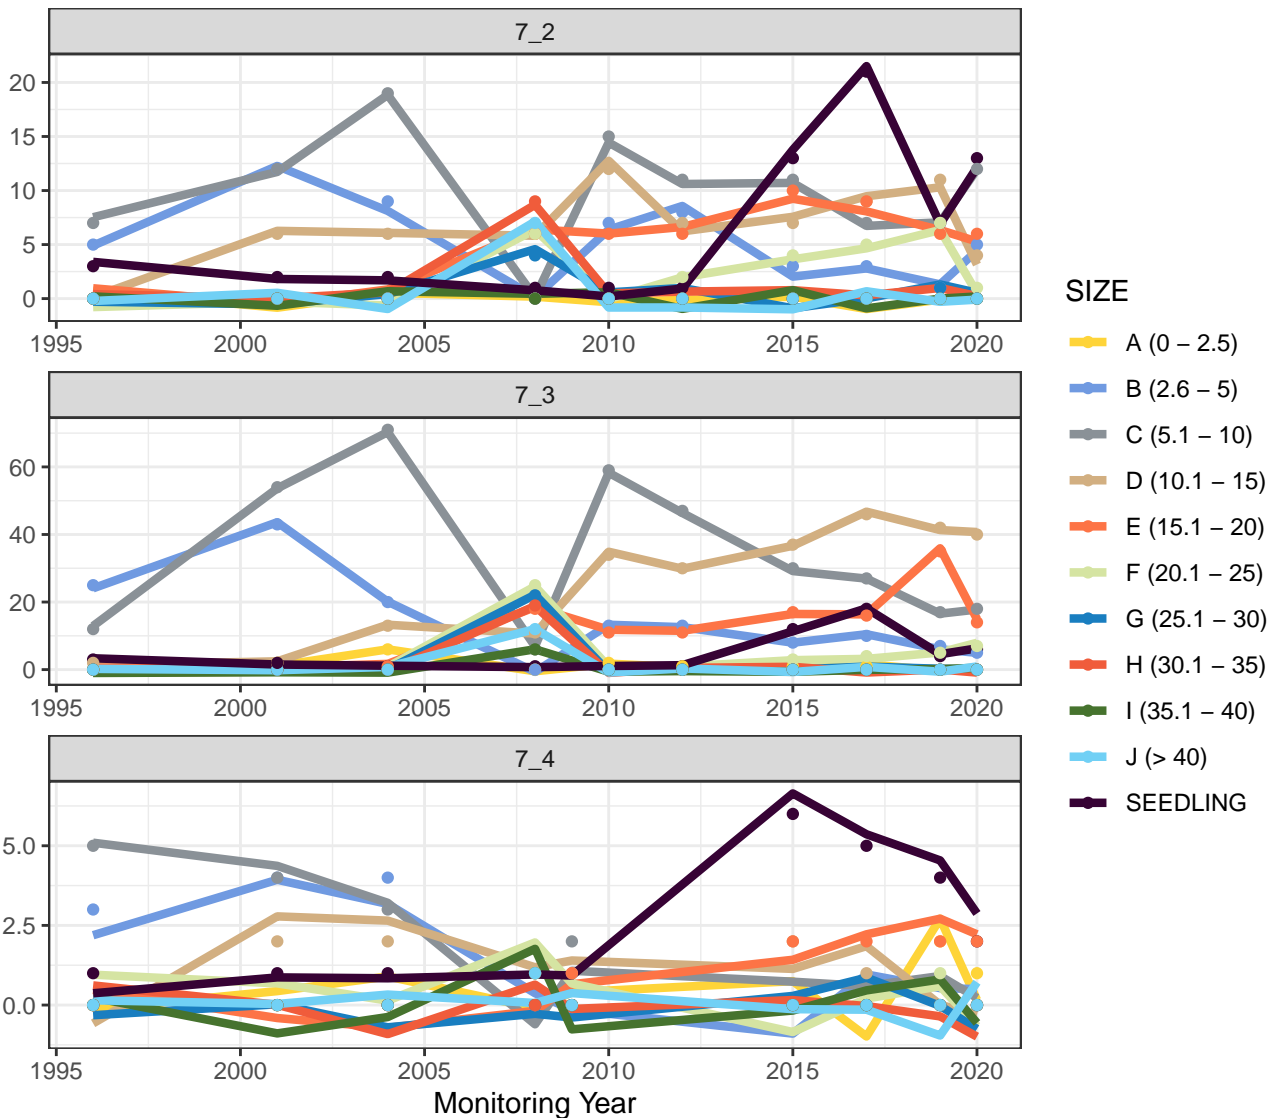 7_2
20
15
10
5
0
1995 2000 2005 2010 2015 2020
7_3
60
40
20
0
1995 2000 2005 2010 2015 2020
7_4
5.0
2.5
0.0
1995 2000 2005 2010 2015 2020
Monitoring Year
SIZE
A (0 − 2.5)
B (2.6 − 5)
C (5.1 − 10)
D (10.1 − 15)
E (15.1 − 20)
F (20.1 − 25)
G (25.1 − 30)
H (30.1 − 35)
I (35.1 − 40)
J (> 40)
SEEDLING